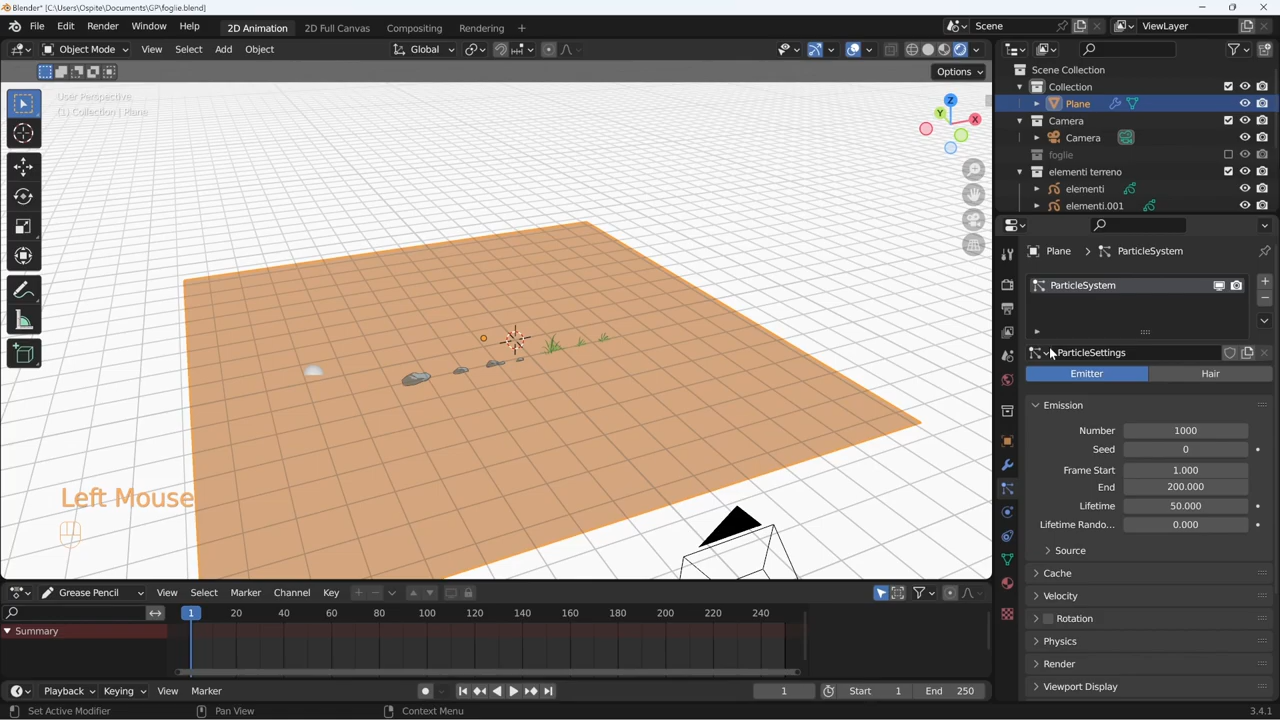 Blender* [C:\Users\Ospite\Documents\GP\foglie.blend]
File Edit Render Window Help 2D Animation 2D Full Canvas Compositing Rendering + Scene ViewLayer
Object Mode View Select Add Object Global
Options
User Perspective
(1) Collection | Plane
Z
Y
X
Left Mouse
Scene Collection
Collection
Plane
Camera
Camera
foglie
elementi terreno
elementi
elementi.001
Plane > ParticleSystem
ParticleSystem
ParticleSettings
Emitter Hair
Emission
Number 1000
Seed 0
Frame Start 1.000
End 200.000
Lifetime 50.000
Lifetime Rando... 0.000
Source
Cache
Velocity
Rotation
Physics
Render
Viewport Display
Grease Pencil View Select Marker Channel Key
1 20 40 60 80 100 120 140 160 180 200 220 240
Summary
Playback Keying View Marker 1 Start 1 End 250
Set Active Modifier Pan View Context Menu 3.4.1